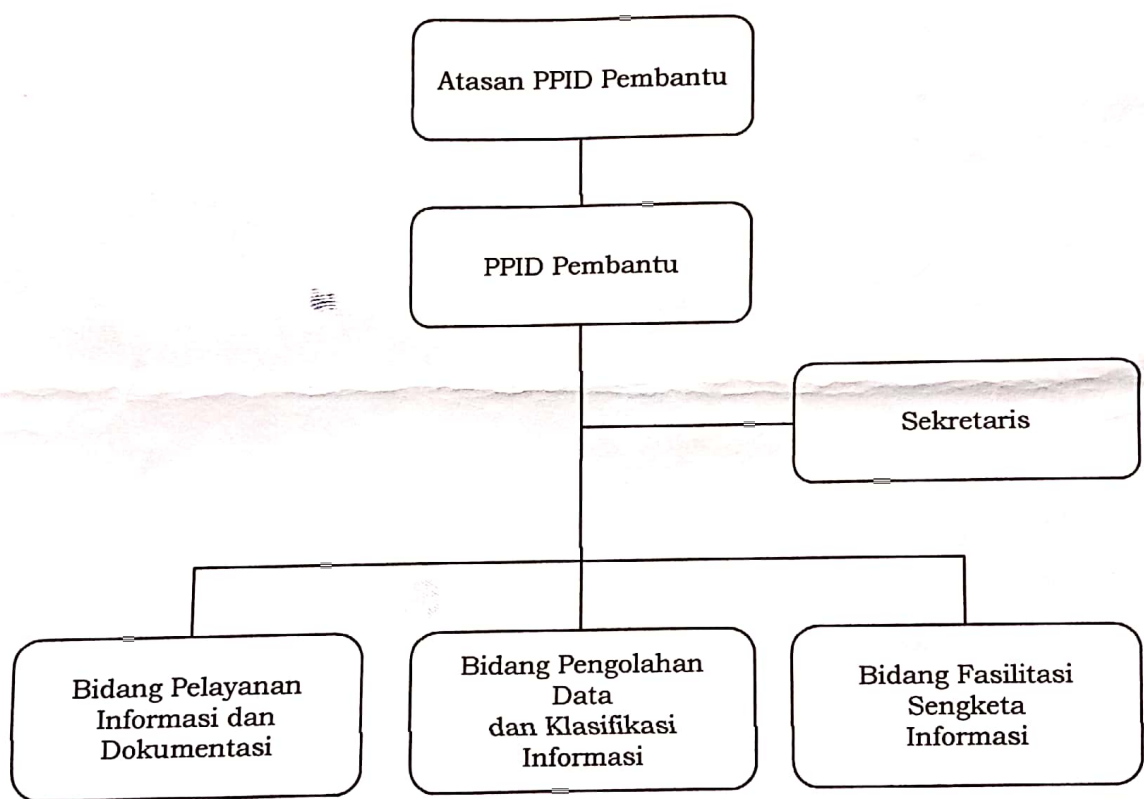 Atasan PPID Pembantu
PPID Pembantu
Sekretaris
Bidang Pelayanan
Informasi dan
Dokumentasi
Bidang Pengolahan
Data
dan Klasifikasi
Informasi
Bidang Fasilitasi
Sengketa
Informasi